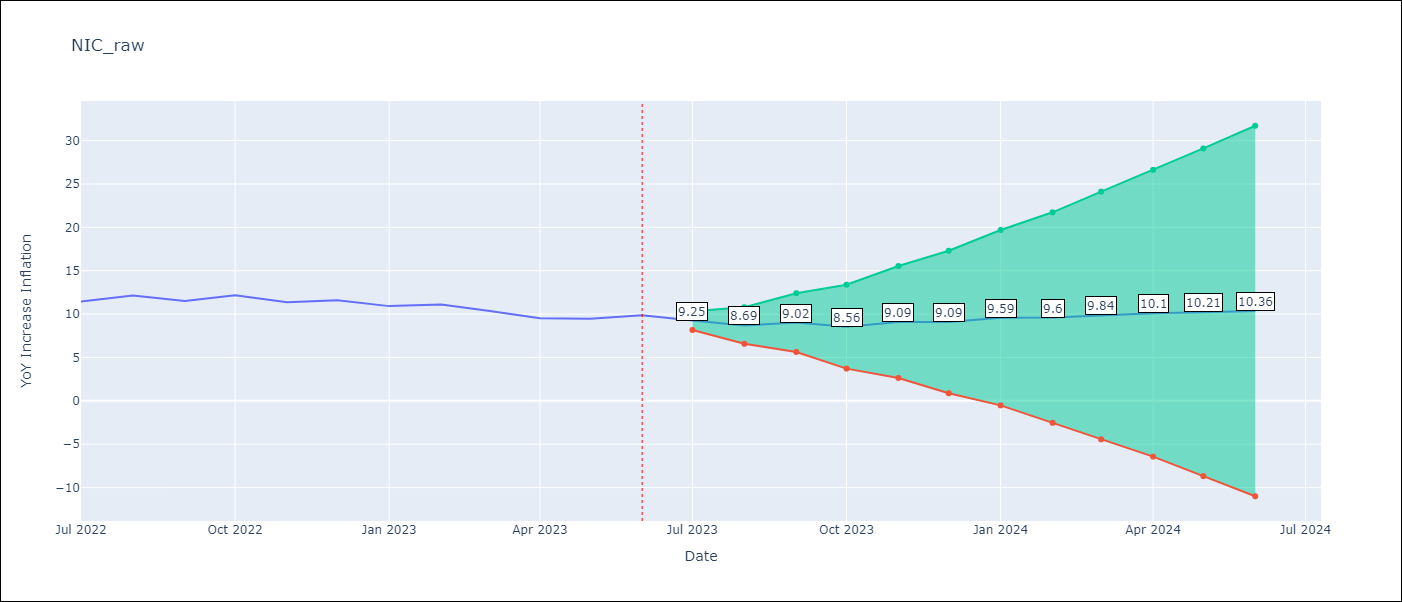 NIC_raw
YoY Increase Inflation
30
25
20
15
10
5
0
−5
−10
9.25
8.69
9.02
8.56
9.09
9.09
9.59
9.6
9.84
10.1
10.21
10.36
Jul 2022
Oct 2022
Jan 2023
Apr 2023
Jul 2023
Oct 2023
Jan 2024
Apr 2024
Jul 2024
Date